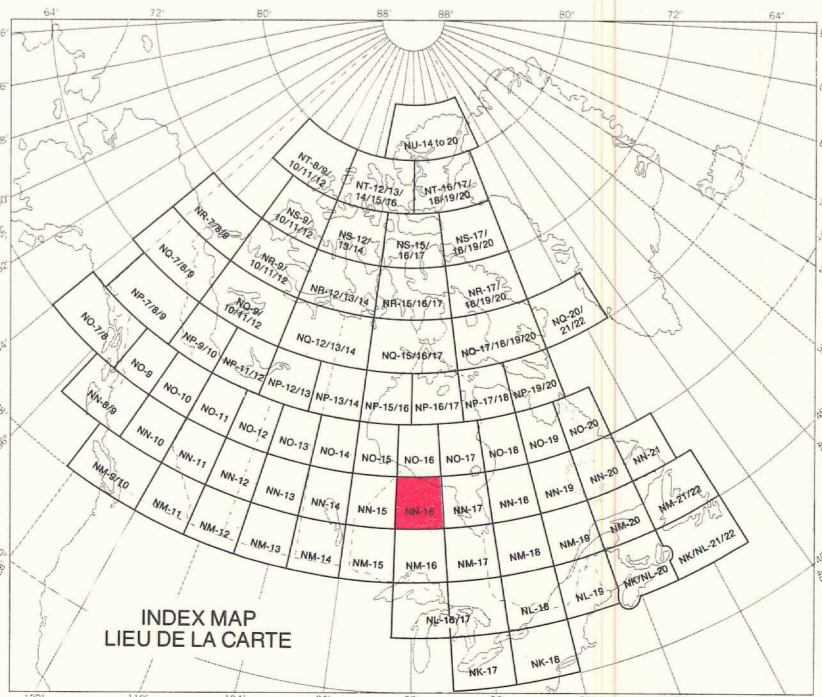 64° 72° 80° 88° 88° 80° 72° 64°
NU-14 to 20
NT-8/9/
10/11/12
NT-12/13/
14/15/16
NT-16/17/
18/19/20
NR-7/8/9
NS-9/
10/11/12
NS-12/
13/14
NS-15/
16/17
NS-17/
18/19/20
NQ-7/8/9
NR-9/
10/11/12
NR-12/13/14
NR-15/16/17
NR-17/
18/19/20
NO-7/8
NP-7/8/9
NQ-9/
10/11/12
NQ-12/13/14
NQ-15/16/17
NQ-17/18/19/20
NQ-20/
21/22
NP-9/10
NP-11/12
NP-12/13
NP-13/14
NP-15/16
NP-16/17
NP-17/18
NP-19/20
NN-8/9
NO-9
NO-10
NO-11
NO-12
NO-13
NO-14
NO-15
NO-16
NO-17
NO-18
NO-19
NO-20
NM-9/10
NN-10
NN-11
NN-12
NN-13
NN-14
NN-15
NN-16
NN-17
NN-18
NN-19
NN-20
NN-21
NM-11
NM-12
NM-13
NM-14
NM-15
NM-16
NM-17
NM-18
NM-19
NM-20
NM-21/22
NL-16/17
NL-18
NL-19
NK/NL-20
NK/NL-21/22
NK-17
NK-18
INDEX MAP
LIEU DE LA CARTE